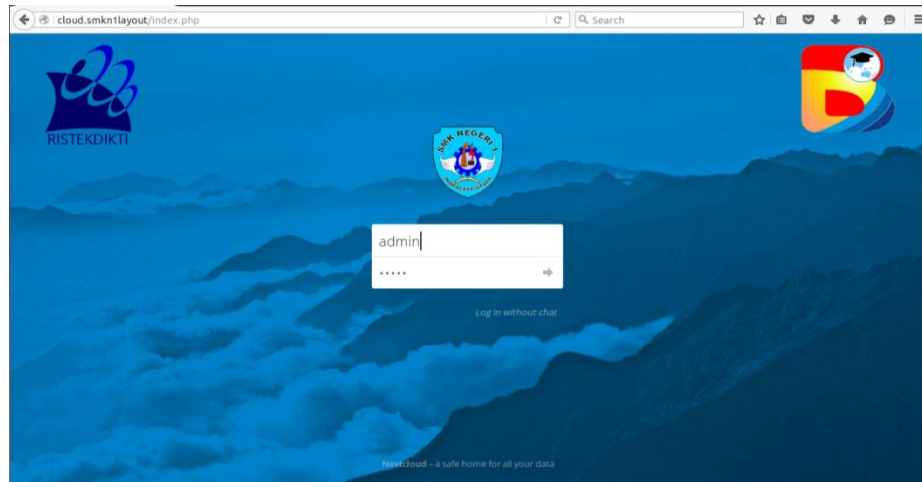 cloud.smkn1layout/index.php
Search
RISTEKDIKTI
SMK NEGERI 1
admin
•••••
Log in without chat
Nextcloud – a safe home for all your data